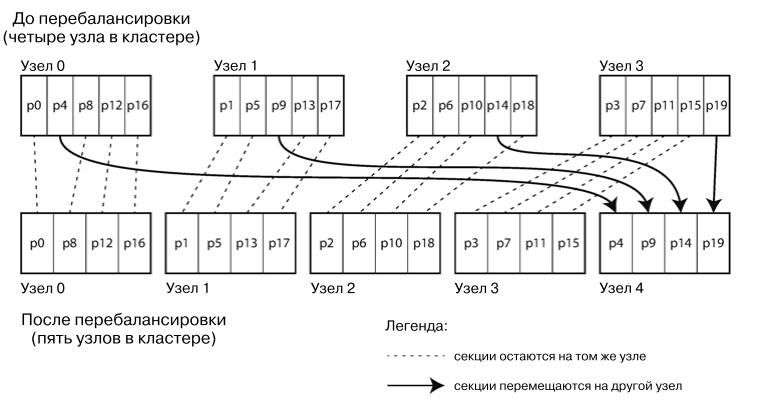 До перебалансировки
(четыре узла в кластере)
Узел 0 Узел 1 Узел 2 Узел 3
p0 p4 p8 p12 p16 p1 p5 p9 p13 p17 p2 p6 p10 p14 p18 p3 p7 p11 p15 p19
p0 p8 p12 p16 p1 p5 p13 p17 p2 p6 p10 p18 p3 p7 p11 p15 p4 p9 p14 p19
Узел 0 Узел 1 Узел 2 Узел 3 Узел 4
После перебалансировки
(пять узлов в кластере)
Легенда:
секции остаются на том же узле
секции перемещаются на другой узел